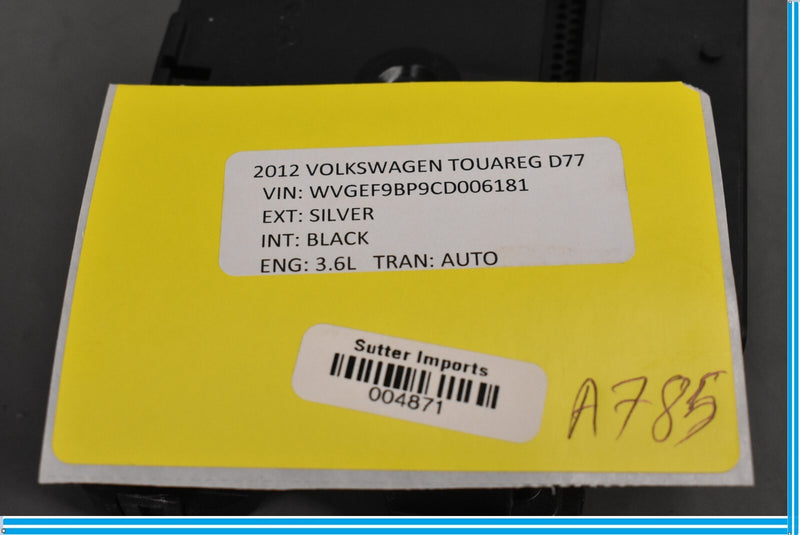 2012 VOLKSWAGEN TOUAREG D77
VIN: WVGEF9BP9CD006181
EXT: SILVER
INT: BLACK
ENG: 3.6L TRAN: AUTO
Sutter Imports
004871
A785